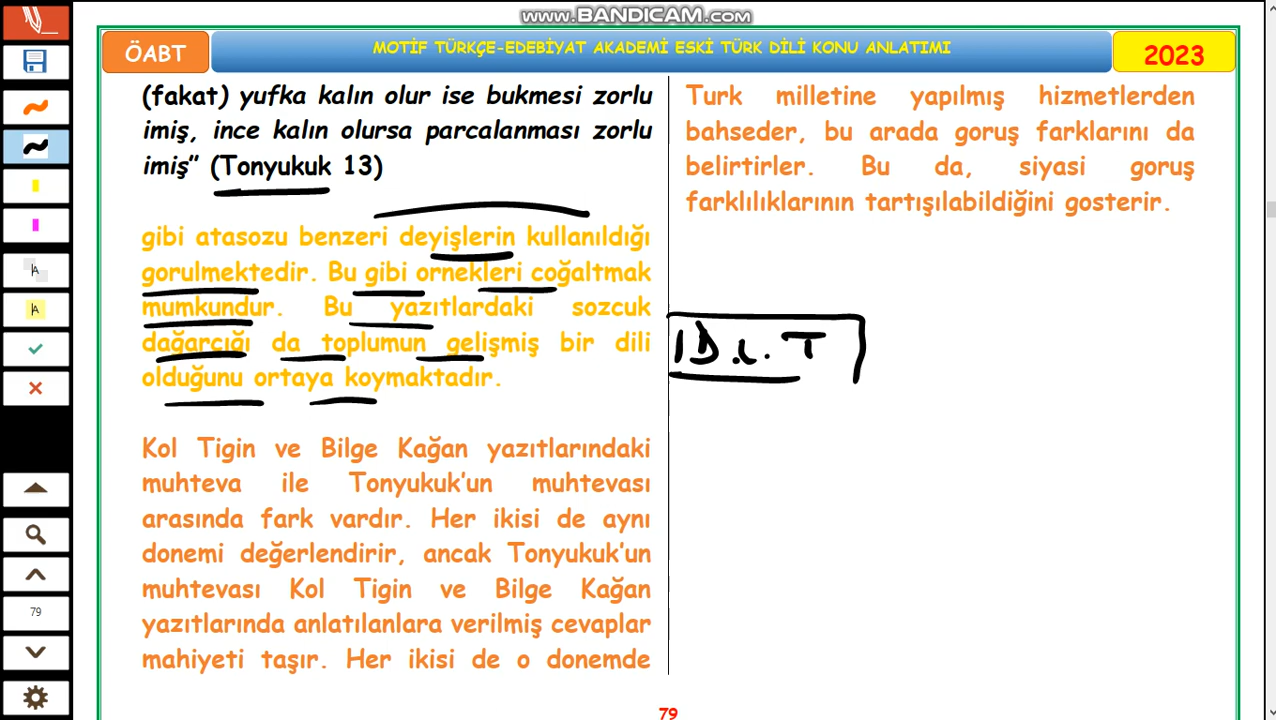 www.BANDICAM.com
ÖABT
MOTİF TÜRKÇE-EDEBİYAT AKADEMİ ESKİ TÜRK DİLİ KONU ANLATIMI
2023
(fakat) yufka kalın olur ise bukmesi zorlu
imiş, ince kalın olursa parcalanması zorlu
imiş” (Tonyukuk 13)
gibi atasozu benzeri deyişlerin kullanıldığı
gorulmektedir. Bu gibi ornekleri coğaltmak
mumkundur. Bu yazıtlardaki sozcuk
dağarcığı da toplumun gelişmiş bir dili
olduğunu ortaya koymaktadır.
Kol Tigin ve Bilge Kağan yazıtlarındaki
muhteva ile Tonyukuk’un muhtevası
arasında fark vardır. Her ikisi de aynı
donemi değerlendirir, ancak Tonyukuk’un
muhtevası Kol Tigin ve Bilge Kağan
yazıtlarında anlatılanlara verilmiş cevaplar
mahiyeti taşır. Her ikisi de o donemde
Turk milletine yapılmış hizmetlerden
bahseder, bu arada goruş farklarını da
belirtirler. Bu da, siyasi goruş
farklılıklarının tartışılabildiğini gosterir.
D.L.T
79
79